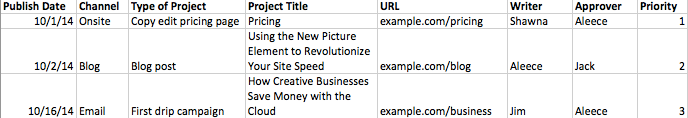 Publish Date Channel Type of Project Project Title URL Writer Approver Priority
10/1/14 Onsite Copy edit pricing page Pricing example.com/pricing Shawna Aleece 1
Using the New Picture
Element to Revolutionize
10/2/14 Blog Blog post Your Site Speed example.com/blog Aleece Jack 2
How Creative Businesses
Save Money with the
10/16/14 Email First drip campaign Cloud example.com/business Jim Aleece 3